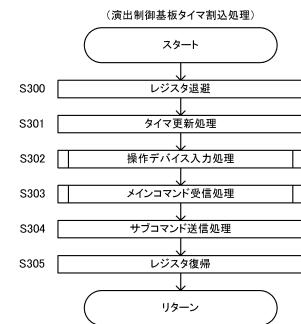 (演出制御基板タイマ割込処理)
スタート
S300 レジスタ退避
S301 タイマ更新処理
S302 操作デバイス入力処理
S303 メインコマンド受信処理
S304 サブコマンド送信処理
S305 レジスタ復帰
リターン